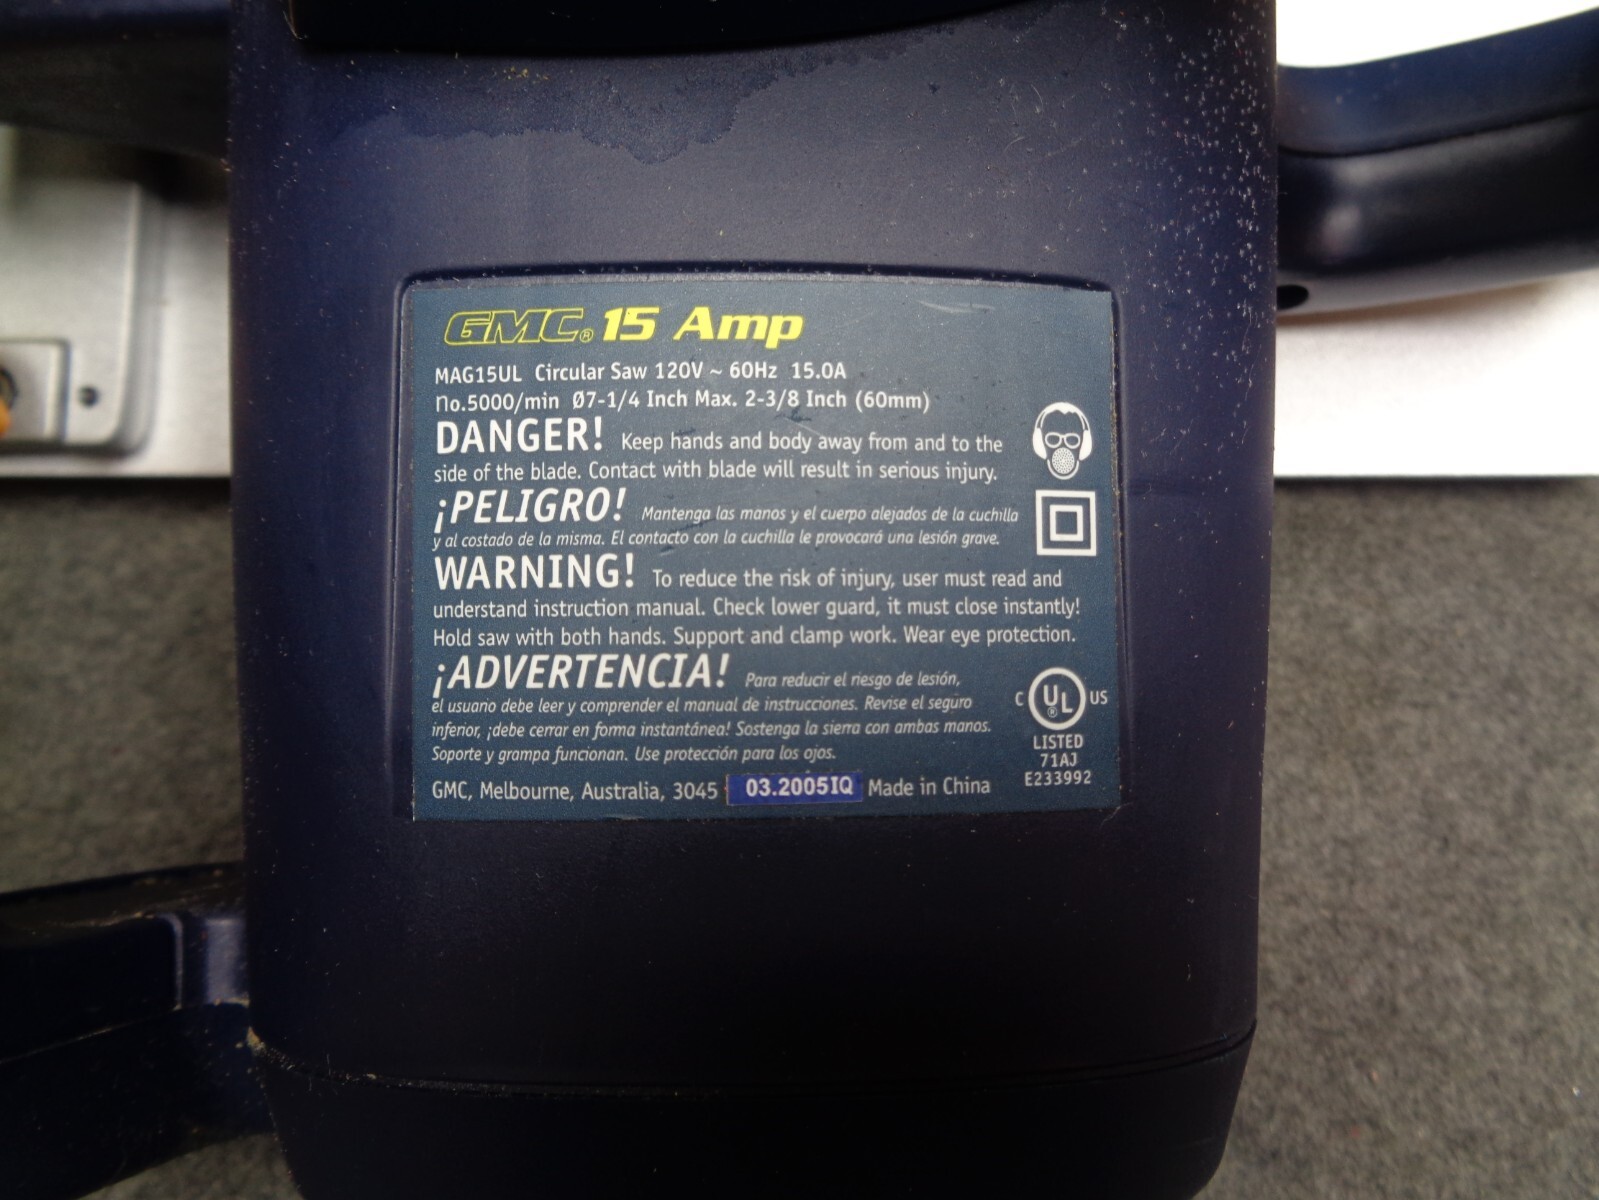 GMC® 15 Amp
MAG15UL Circular Saw 120V ~ 60Hz 15.0A
no.5000/min Ø7-1/4 Inch Max. 2-3/8 Inch (60mm)
DANGER! Keep hands and body away from and to the
side of the blade. Contact with blade will result in serious injury.
¡PELIGRO! Mantenga las manos y el cuerpo alejados de la cuchilla
y al costado de la misma. El contacto con la cuchilla le provocará una lesión grave.
WARNING! To reduce the risk of injury, user must read and
understand instruction manual. Check lower guard, it must close instantly!
Hold saw with both hands. Support and clamp work. Wear eye protection.
¡ADVERTENCIA! Para reducir el riesgo de lesión,
el usuario debe leer y comprender el manual de instrucciones. Revise el seguro
inferior, ¡debe cerrar en forma instantánea! Sostenga la sierra con ambas manos.
Soporte y grampa funcionan. Use protección para los ojos.
GMC, Melbourne, Australia, 3045 03.2005IQ Made in China
C UL® US
LISTED
71AJ
E233992